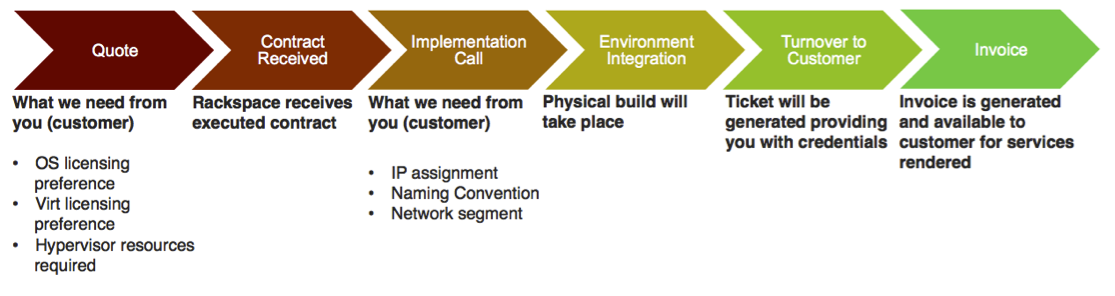 Quote
Contract
Received
Implementation
Call
Environment
Integration
Turnover to
Customer
Invoice
What we need from
you (customer)
• OS licensing
preference
• Virt licensing
preference
• Hypervisor resources
required
Rackspace receives
executed contract
What we need from
you (customer)
• IP assignment
• Naming Convention
• Network segment
Physical build will
take place
Ticket will be
generated providing
you with credentials
Invoice is generated
and available to
customer for services
rendered